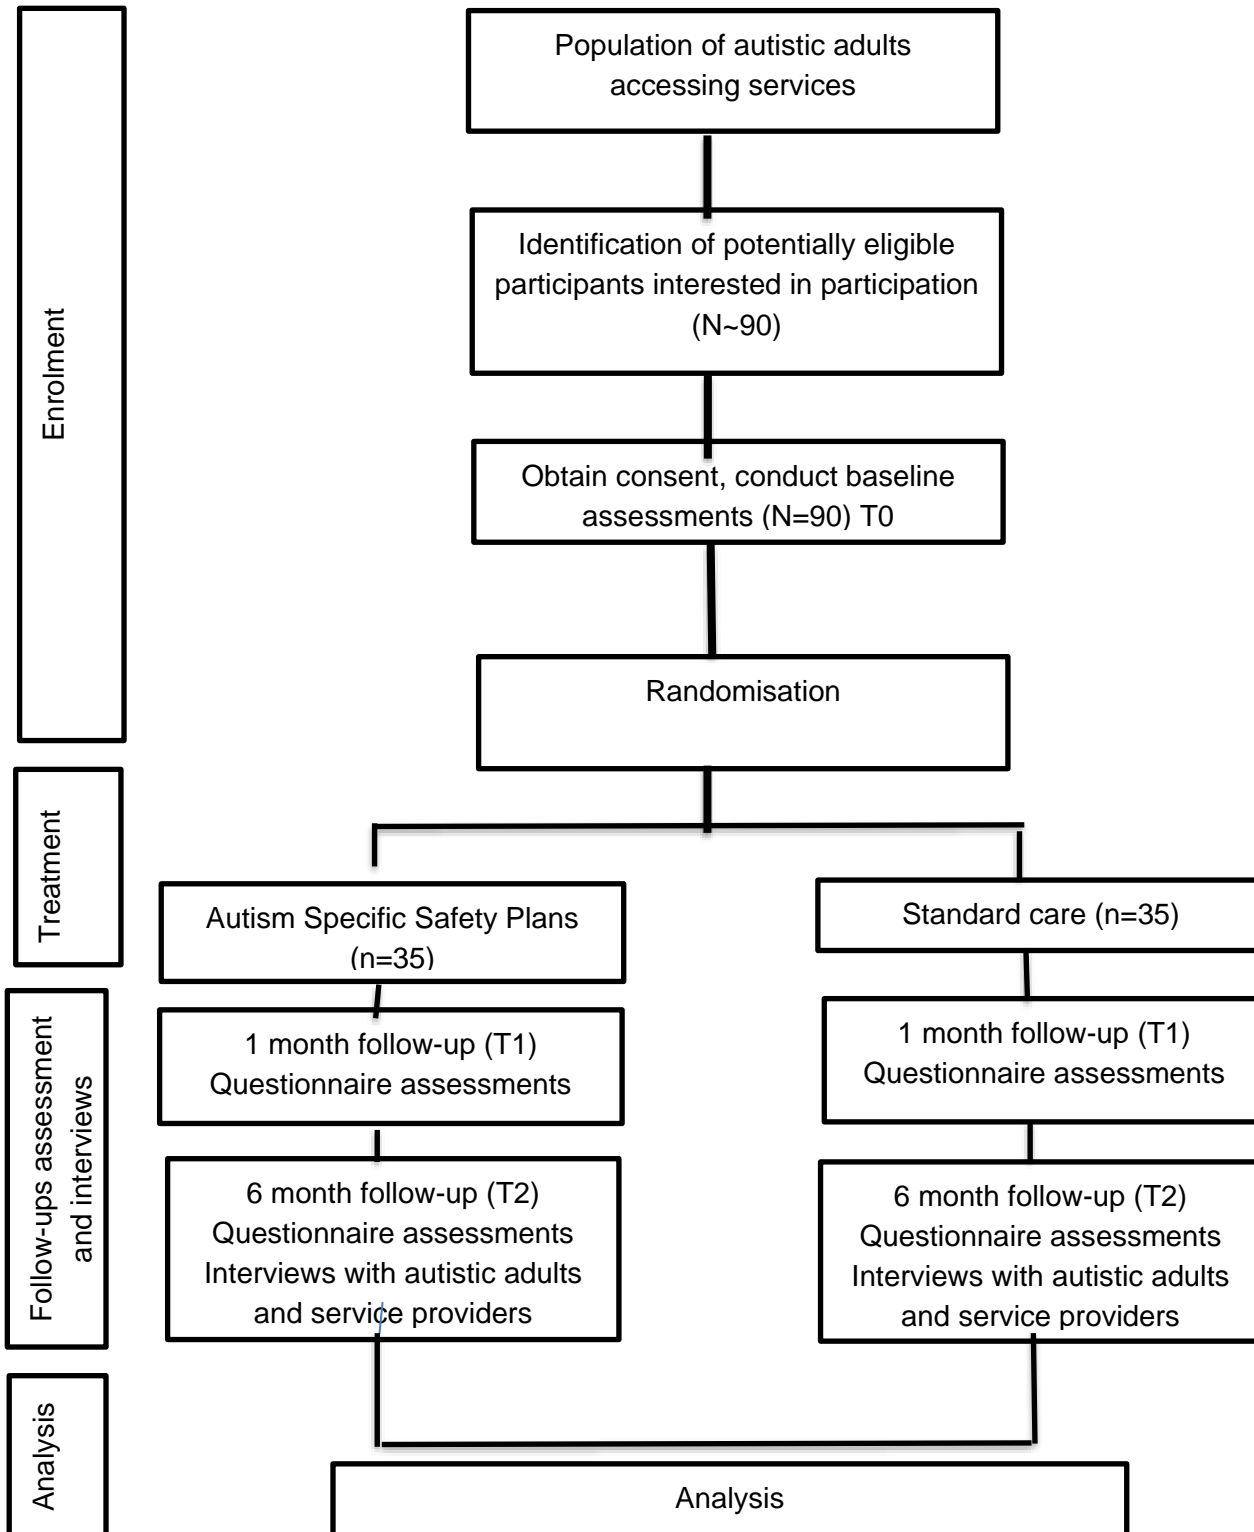 Population of autistic adults
accessing services
Identification of potentially eligible
participants interested in participation
(N~90)
Enrolment
Obtain consent, conduct baseline
assessments (N=90) T0
Randomisation
Treatment
Autism Specific Safety Plans
(n=35)
Standard care (n=35)
Follow-ups assessment
and interviews
1 month follow-up (T1)
Questionnaire assessments
1 month follow-up (T1)
Questionnaire assessments
6 month follow-up (T2)
Questionnaire assessments
Interviews with autistic adults
and service providers
6 month follow-up (T2)
Questionnaire assessments
Interviews with autistic adults
and service providers
Analysis
Analysis